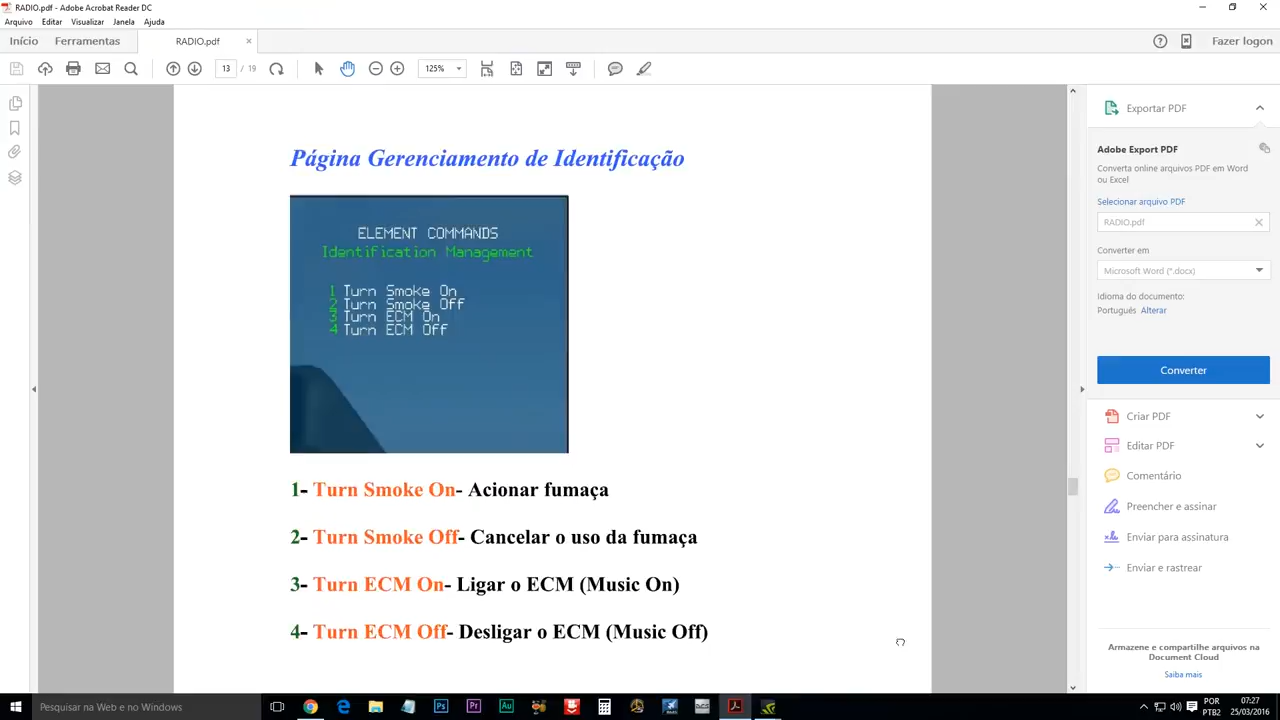 RADIO.pdf - Adobe Acrobat Reader DC
Arquivo Editar Visualizar Janela Ajuda
Início Ferramentas RADIO.pdf Fazer logon
13 / 19 125%
Página Gerenciamento de Identificação
ELEMENT COMMANDS
Identification Management
1 Turn Smoke On
2 Turn Smoke Off
3 Turn ECM On
4 Turn ECM Off
1- Turn Smoke On- Acionar fumaça
2- Turn Smoke Off- Cancelar o uso da fumaça
3- Turn ECM On- Ligar o ECM (Music On)
4- Turn ECM Off- Desligar o ECM (Music Off)
Exportar PDF
Adobe Export PDF
Converta online arquivos PDF em Word
ou Excel
Selecionar arquivo PDF
RADIO.pdf
Converter em
Microsoft Word (*.docx)
Idioma do documento:
Português Alterar
Converter
Criar PDF
Editar PDF
Comentário
Preencher e assinar
Enviar para assinatura
Enviar e rastrear
Armazene e compartilhe arquivos na
Document Cloud
Saiba mais
Pesquisar na Web e no Windows
POR 07:27
PTB2 25/03/2016